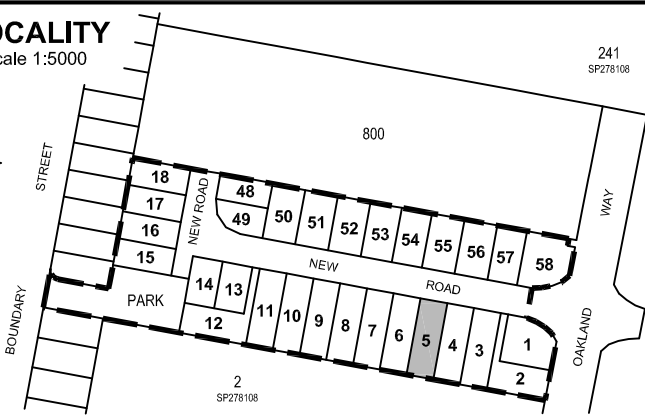 OCALITY
cale 1:5000
241
SP278108
800
STREET
WAY
18
17
16
15
NEW ROAD
48
49
50
51
52
53
54
55
56
57
58
NEW
ROAD
14
13
12
11
10
9
8
7
6
5
4
3
1
2
PARK
BOUNDARY
OAKLAND
2
SP278108